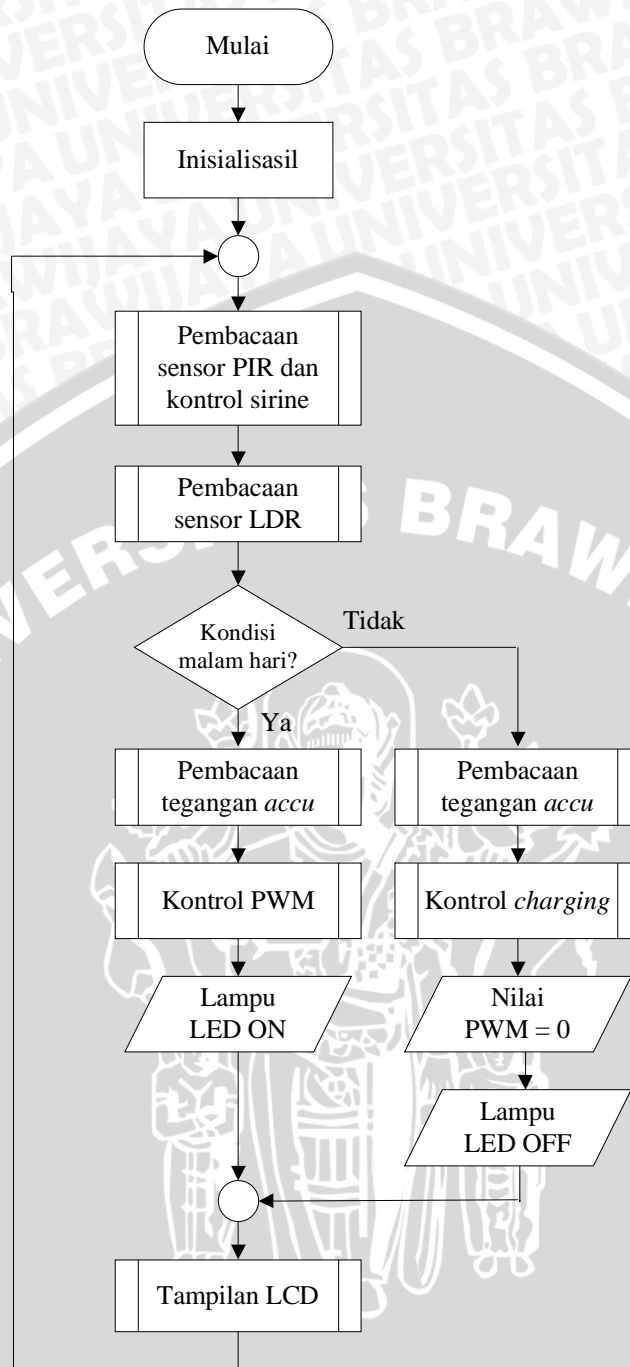 Mulai
Inisialisasil
Pembacaan
sensor PIR dan
kontrol sirine
Pembacaan
sensor LDR
Kondisi
malam hari?
Tidak
Ya
Pembacaan
tegangan accu
Pembacaan
tegangan accu
Kontrol PWM
Kontrol charging
Lampu
LED ON
Nilai
PWM = 0
Lampu
LED OFF
Tampilan LCD